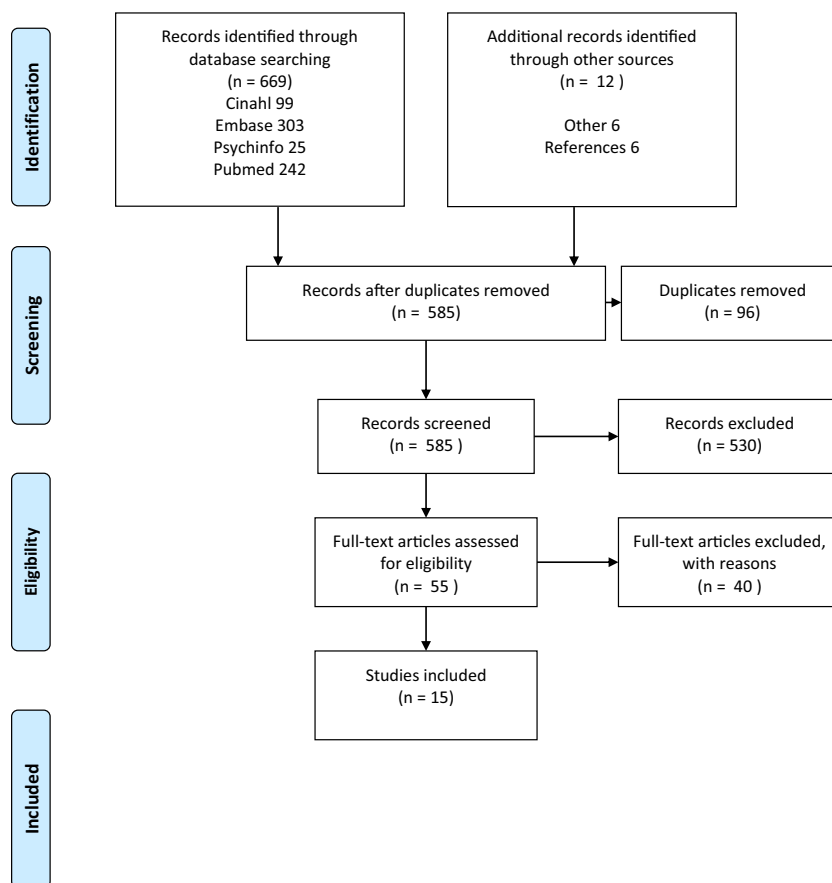 Identification
Records identified through
database searching
(n = 669)
Cinahl 99
Embase 303
Psychinfo 25
Pubmed 242
Additional records identified
through other sources
(n = 12 )
Other 6
References 6
Screening
Records after duplicates removed
(n = 585)
Duplicates removed
(n = 96)
Records screened
(n = 585 )
Records excluded
(n = 530)
Eligibility
Full-text articles assessed
for eligibility
(n = 55 )
Full-text articles excluded,
with reasons
(n = 40 )
Studies included
(n = 15)
Included